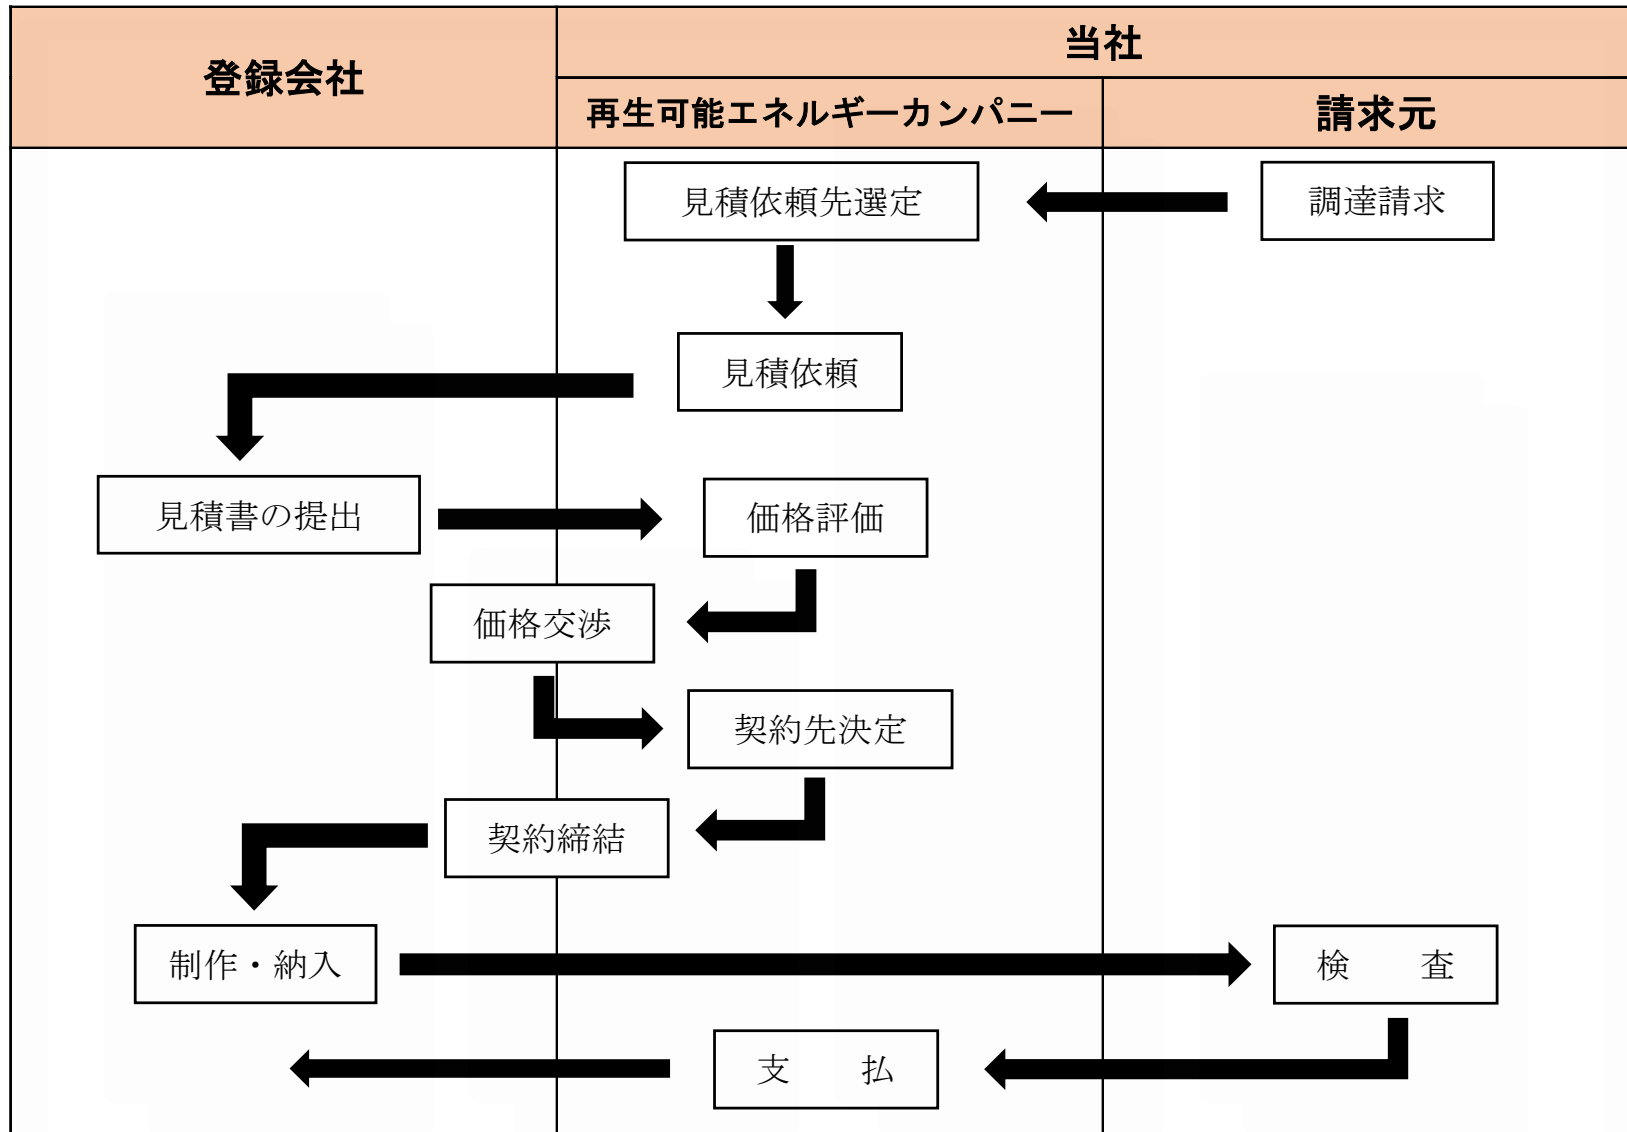 登録会社
当社
再生可能エネルギーカンパニー
請求元
見積依頼先選定
調達請求
見積依頼
見積書の提出
価格評価
価格交渉
契約先決定
契約締結
制作・納入
検　　査
支　　払